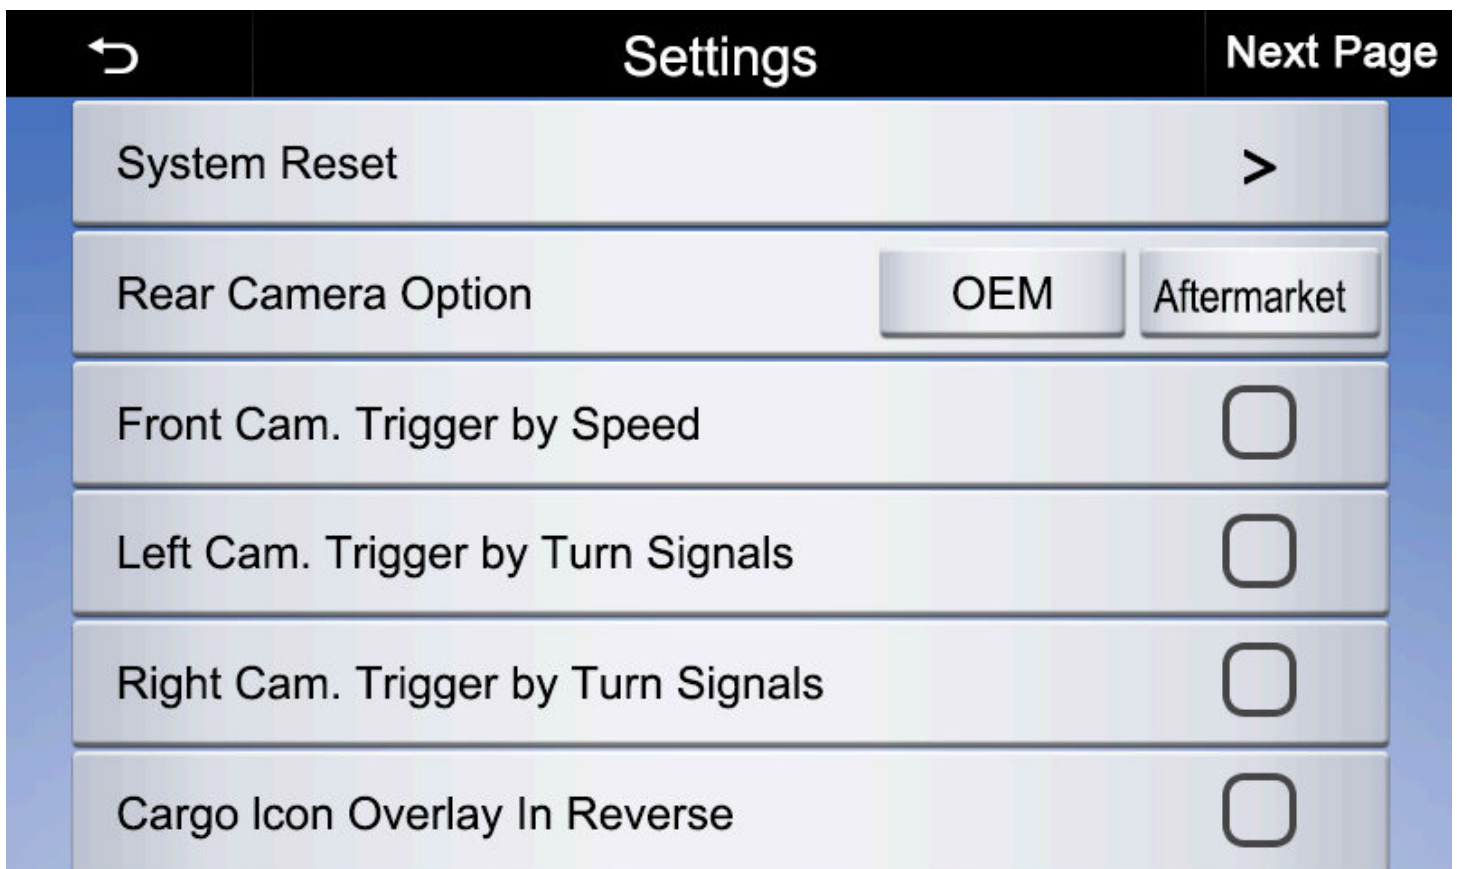 Settings
Next Page
System Reset
>
Rear Camera Option
OEM
Aftermarket
Front Cam. Trigger by Speed
Left Cam. Trigger by Turn Signals
Right Cam. Trigger by Turn Signals
Cargo Icon Overlay In Reverse